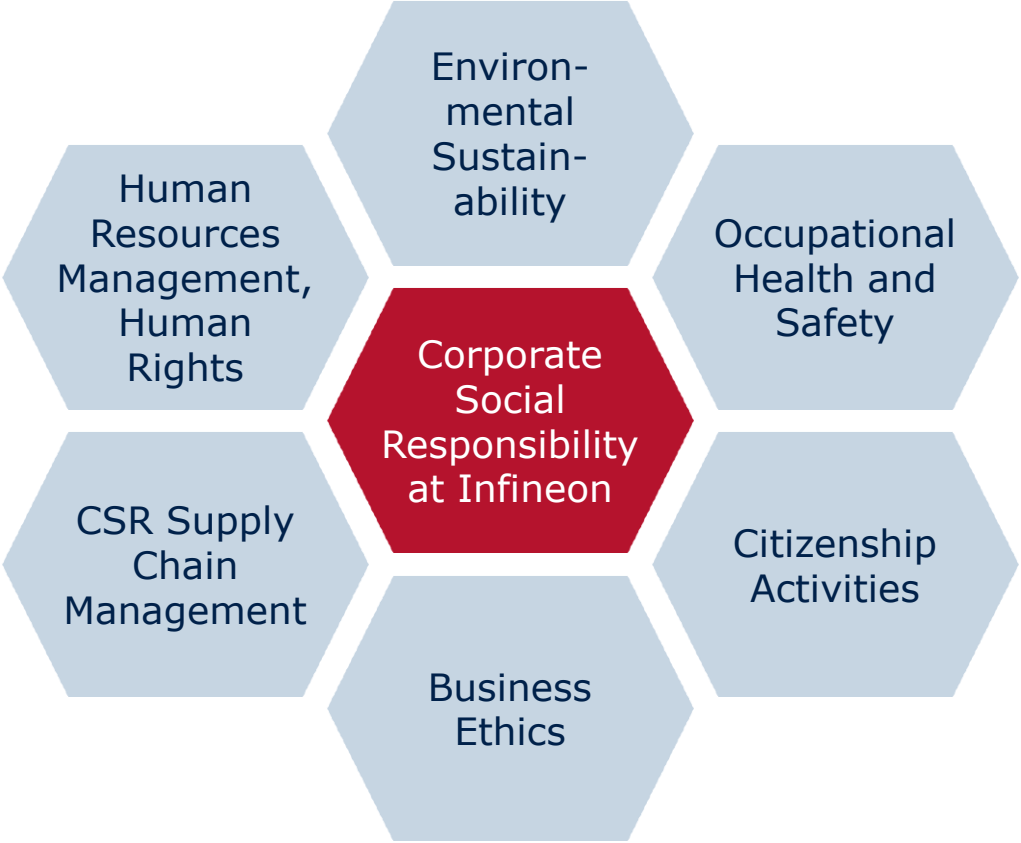 Environ-
mental
Sustain-
ability
Human
Resources
Management,
Human
Rights
Occupational
Health and
Safety
Corporate
Social
Responsibility
at Infineon
CSR Supply
Chain
Management
Citizenship
Activities
Business
Ethics